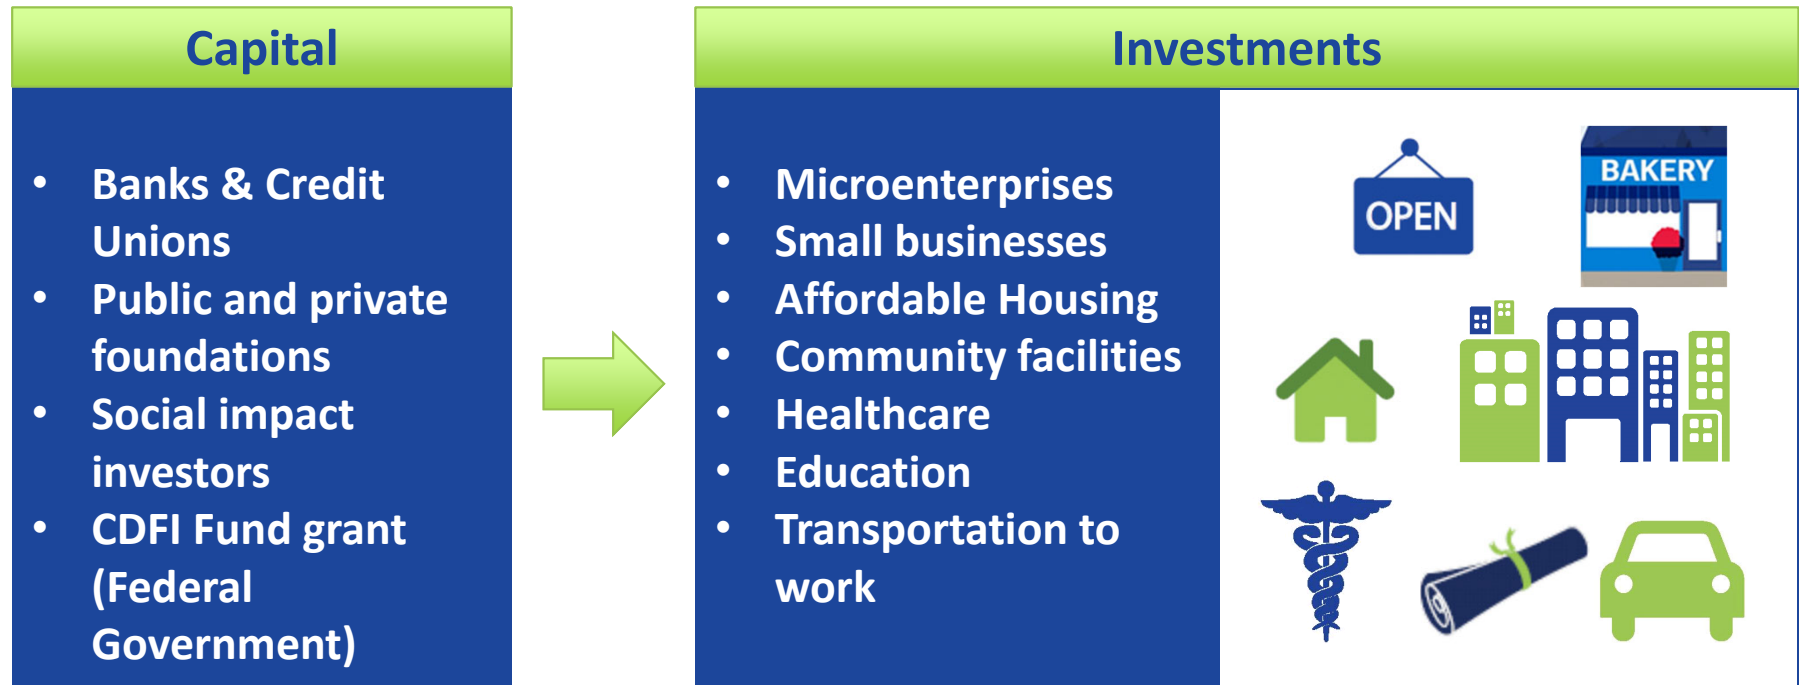 Capital
• Banks & Credit
Unions
• Public and private
foundations
• Social impact
investors
• CDFI Fund grant
(Federal
Government)
Investments
• Microenterprises
• Small businesses
• Affordable Housing
• Community facilities
• Healthcare
• Education
• Transportation to
work
OPEN
BAKERY